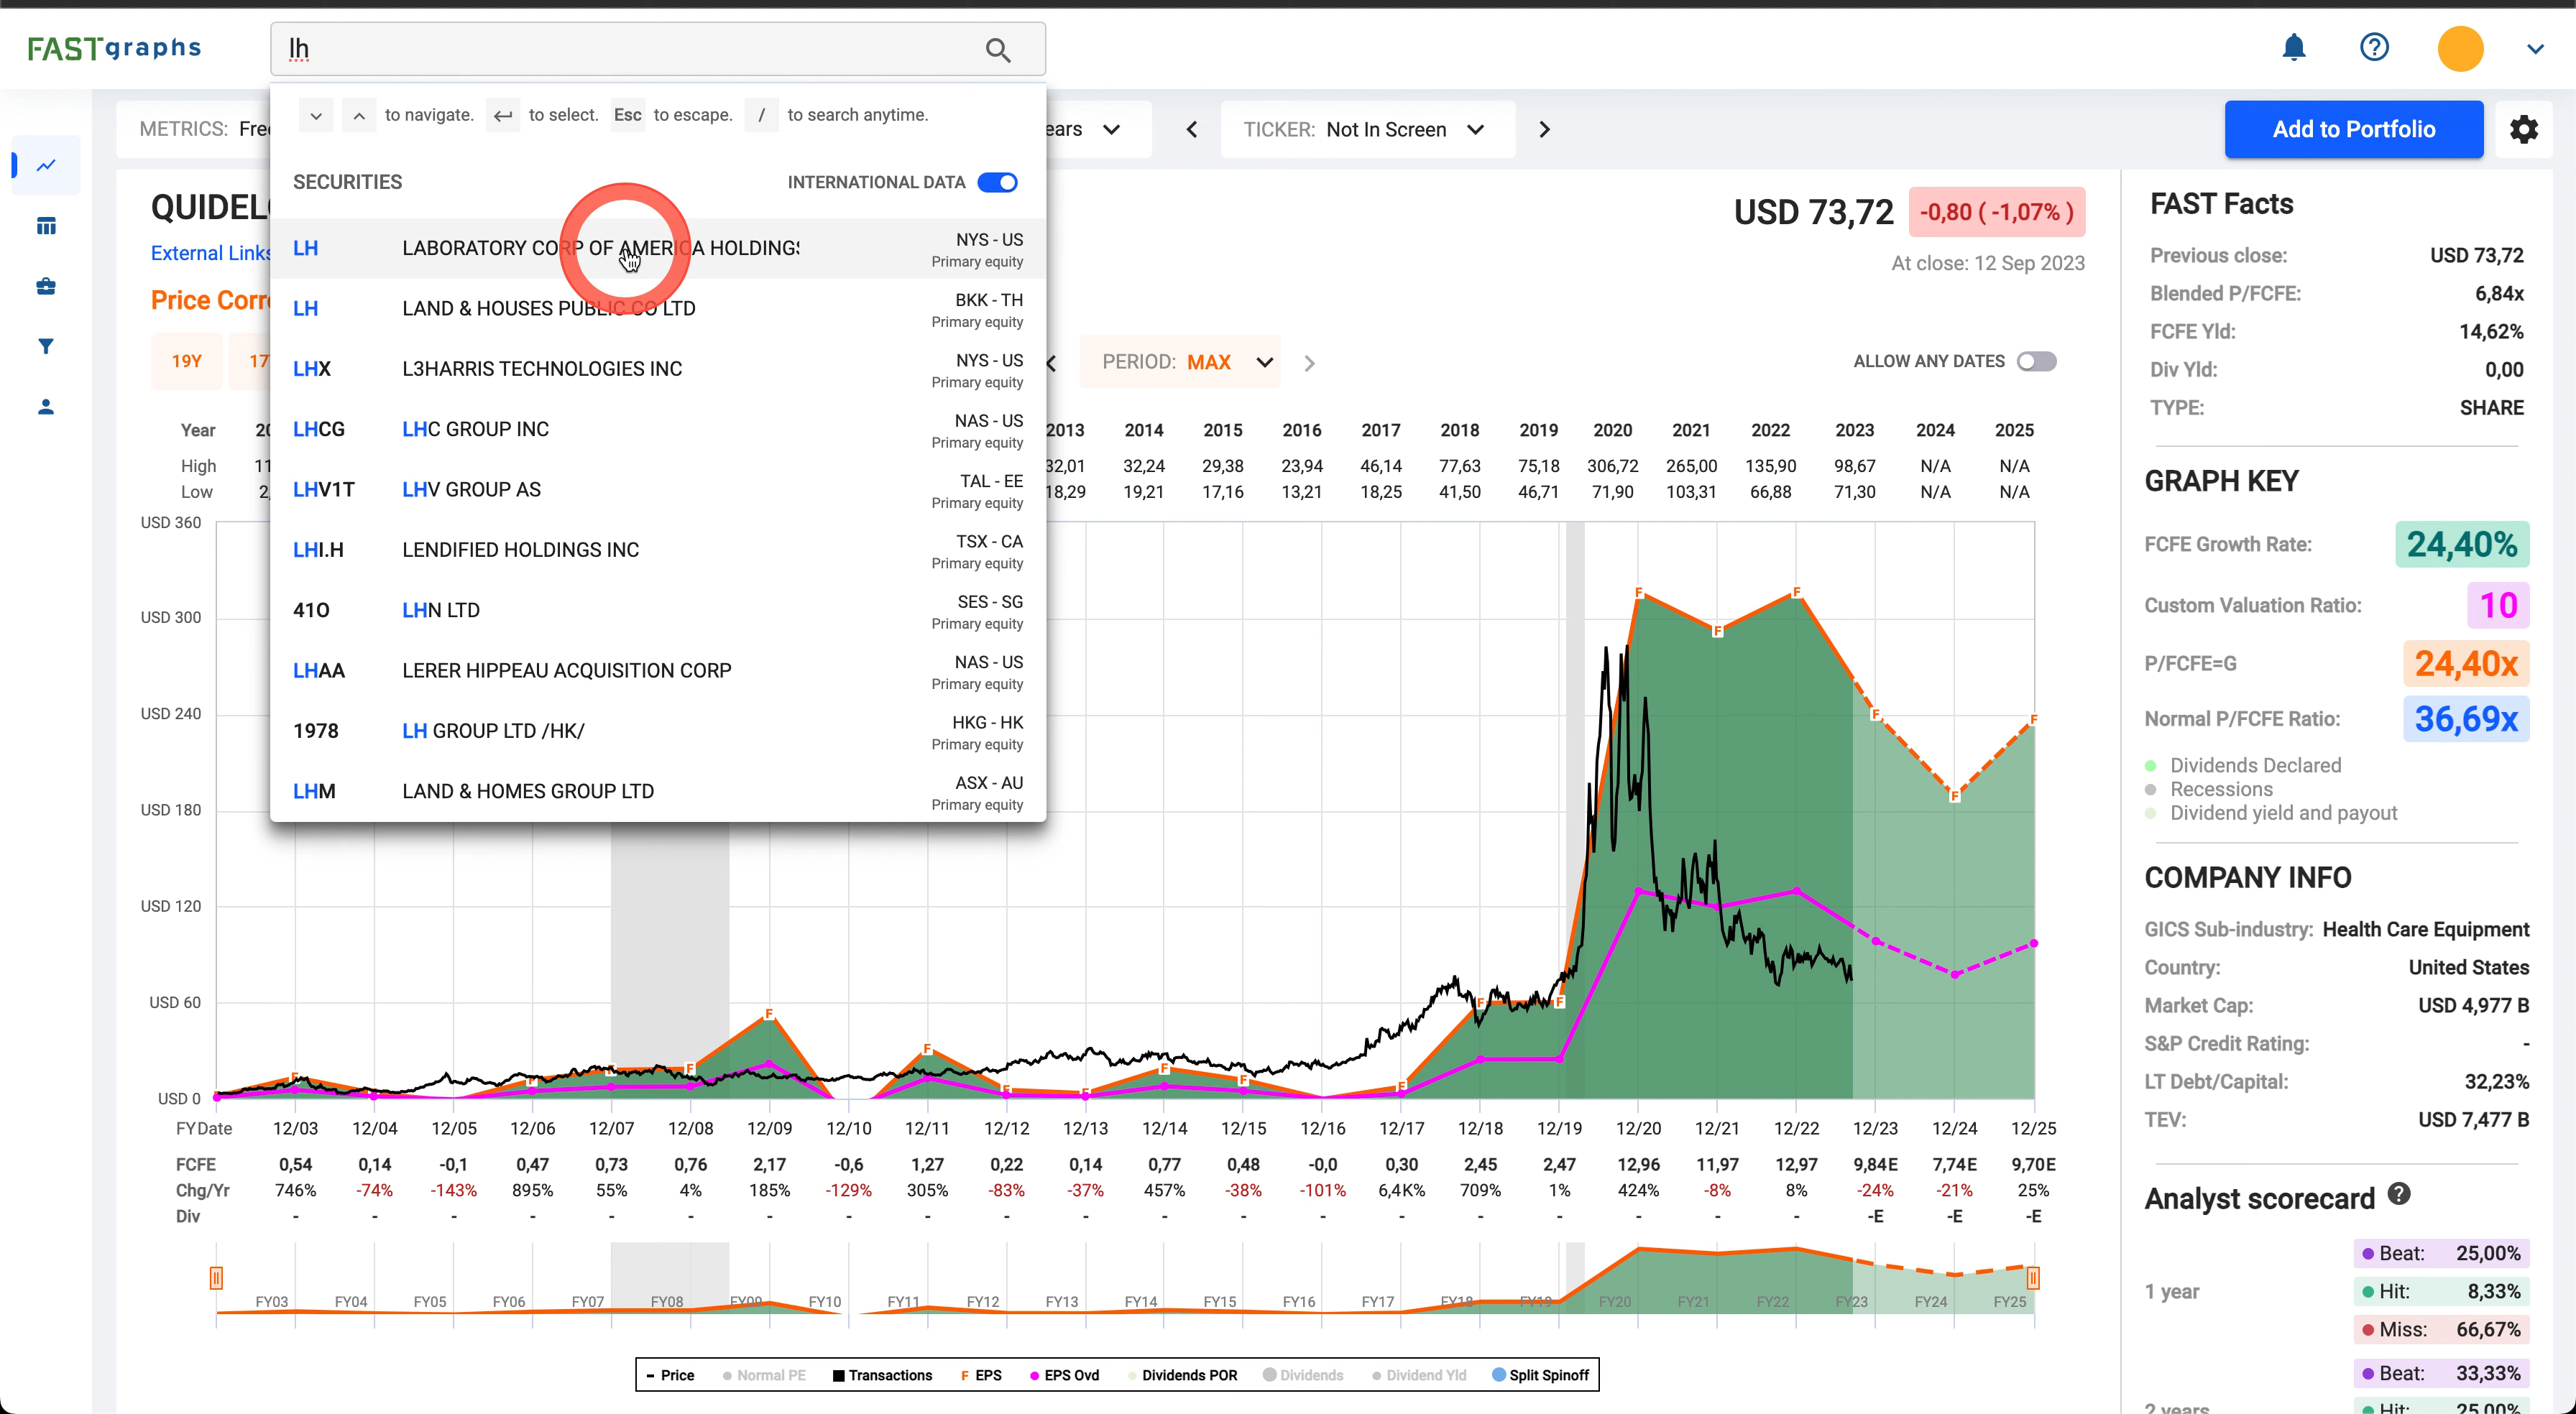 FASTgraphs
lh
to navigate. to select. Esc to escape. / to search anytime.
METRICS: Free
ears
TICKER: Not In Screen
Add to Portfolio
SECURITIES
INTERNATIONAL DATA
LH LABORATORY CORP OF AMERICA HOLDINGS NYS - US
Primary equity
LH LAND & HOUSES PUBLIC CO LTD BKK - TH
Primary equity
LHX L3HARRIS TECHNOLOGIES INC NYS - US
Primary equity
LHCG LHC GROUP INC NAS - US
Primary equity
LHV1T LHV GROUP AS TAL - EE
Primary equity
LHI.H LENDIFIED HOLDINGS INC TSX - CA
Primary equity
41O LHN LTD SES - SG
Primary equity
LHAA LERER HIPPEAU ACQUISITION CORP NAS - US
Primary equity
1978 LH GROUP LTD /HK/ HKG - HK
Primary equity
LHM LAND & HOMES GROUP LTD ASX - AU
Primary equity
QUIDEL
External Links
Price Corre
USD 73,72 -0,80 ( -1,07% )
At close: 12 Sep 2023
19Y 17
PERIOD: MAX
ALLOW ANY DATES
Year 20 2013 2014 2015 2016 2017 2018 2019 2020 2021 2022 2023 2024 2025
High 11 32,01 32,24 29,38 23,94 46,14 77,63 75,18 306,72 265,00 135,90 98,67 N/A N/A
Low 2, 18,29 19,21 17,16 13,21 18,25 41,50 46,71 71,90 103,31 66,88 71,30 N/A N/A
USD 360
USD 300
USD 240
USD 180
USD 120
USD 60
USD 0
F F F F F F F F F F F F F F F F F F F F
FYDate 12/03 12/04 12/05 12/06 12/07 12/08 12/09 12/10 12/11 12/12 12/13 12/14 12/15 12/16 12/17 12/18 12/19 12/20 12/21 12/22 12/23 12/24 12/25
FCFE 0,54 0,14 -0,1 0,47 0,73 0,76 2,17 -0,6 1,27 0,22 0,14 0,77 0,48 -0,0 0,30 2,45 2,47 12,96 11,97 12,97 9,84E 7,74E 9,70E
Chg/Yr 746% -74% -143% 895% 55% 4% 185% -129% 305% -83% -37% 457% -38% -101% 6,4K% 709% 1% 424% -8% 8% -24% -21% 25%
Div - - - - - - - - - - - - - - - - - - - - -E -E -E
FY03 FY04 FY05 FY06 FY07 FY08 FY09 FY10 FY11 FY12 FY13 FY14 FY15 FY16 FY17 FY18 FY19 FY20 FY21 FY22 FY23 FY24 FY25
Price Normal PE Transactions F EPS EPS Ovd Dividends POR Dividends Dividend Yld Split Spinoff
FAST Facts
Previous close: USD 73,72
Blended P/FCFE: 6,84x
FCFE Yld: 14,62%
Div Yld: 0,00
TYPE: SHARE
GRAPH KEY
FCFE Growth Rate: 24,40%
Custom Valuation Ratio: 10
P/FCFE=G 24,40x
Normal P/FCFE Ratio: 36,69x
Dividends Declared
Recessions
Dividend yield and payout
COMPANY INFO
GICS Sub-industry: Health Care Equipment
Country: United States
Market Cap: USD 4,977 B
S&P Credit Rating: -
LT Debt/Capital: 32,23%
TEV: USD 7,477 B
Analyst scorecard
1 year
Beat: 25,00%
Hit: 8,33%
Miss: 66,67%
Beat: 33,33%
2 years
Hit: 25,00%